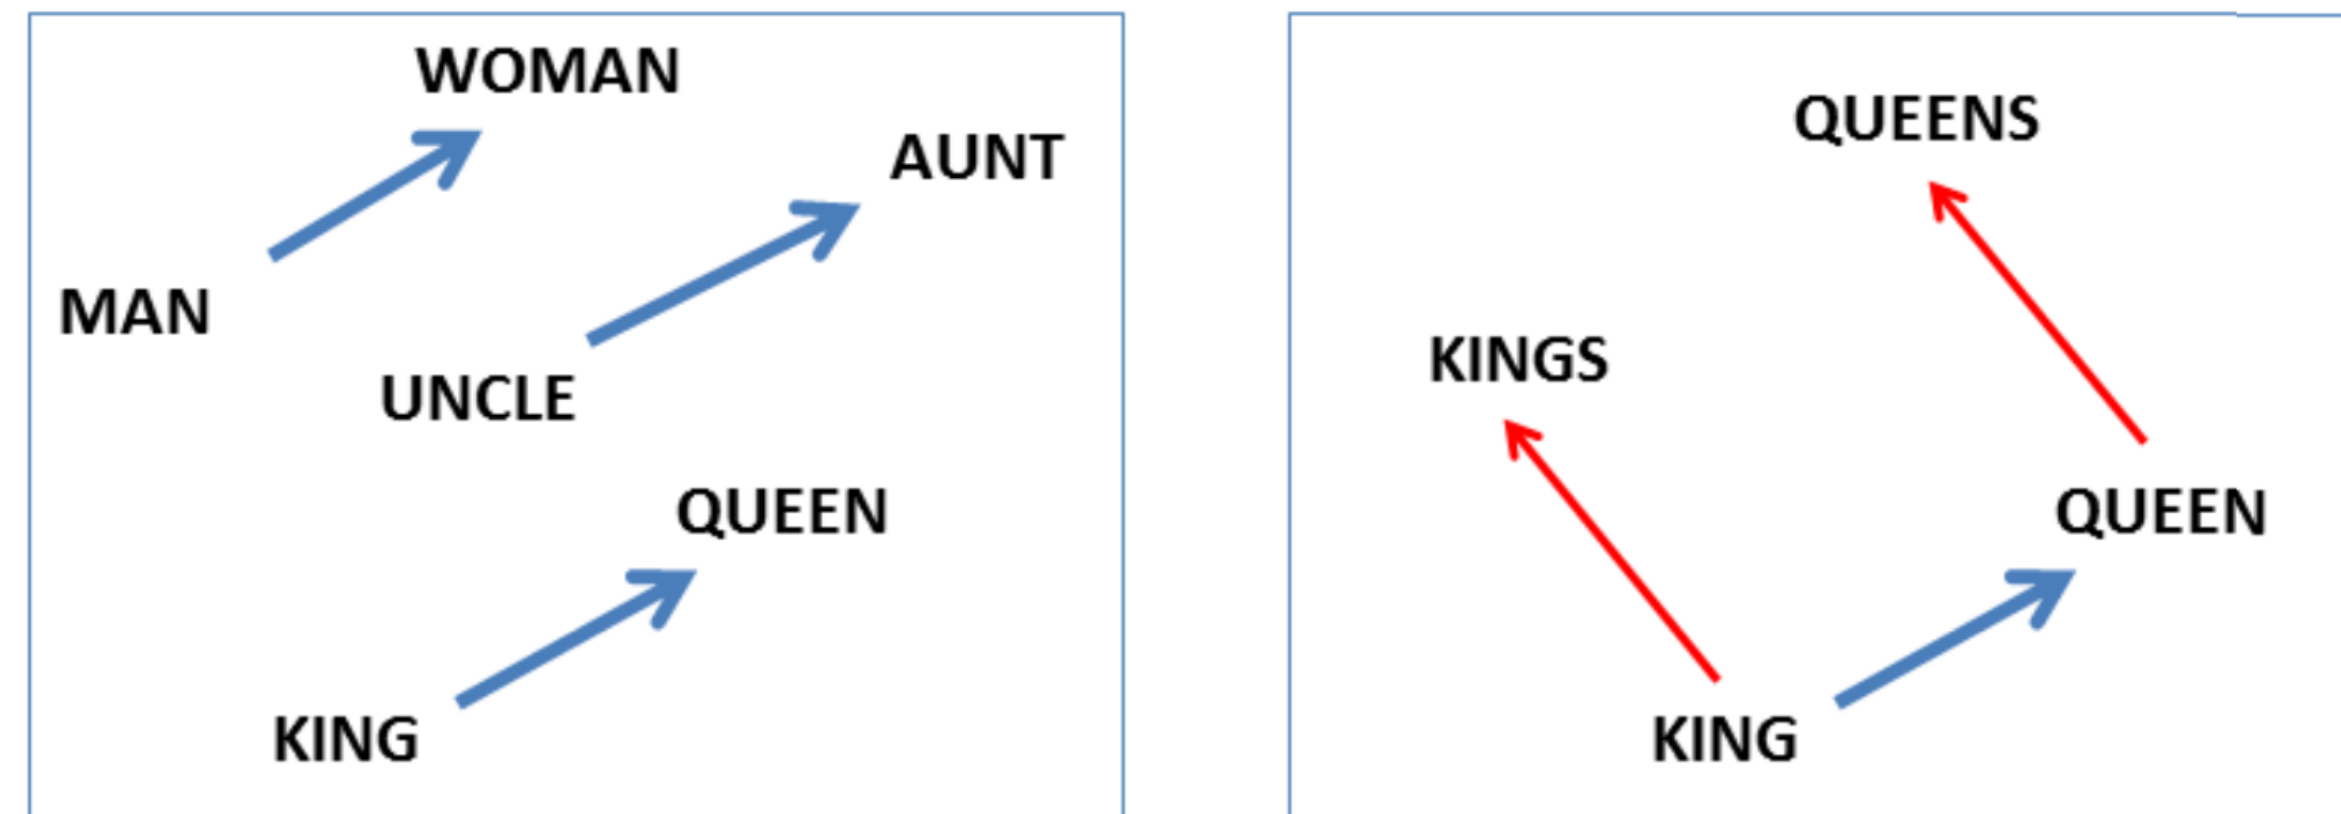 WOMAN
AUNT
MAN
UNCLE
QUEEN
KING
QUEENS
KINGS
QUEEN
KING